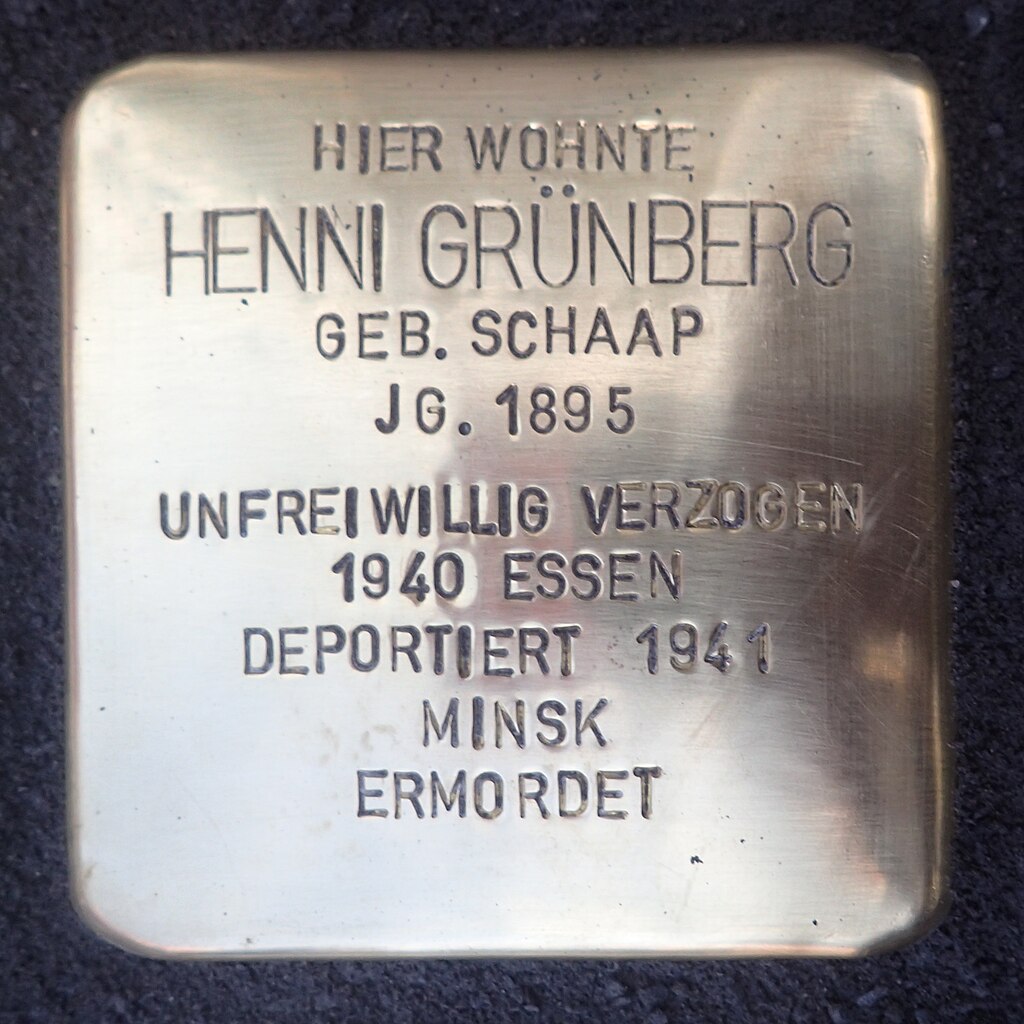 HIER WOHNTE
HENNI GRÜNBERG
GEB. SCHAAP
JG. 1895
UNFREIWILLIG VERZOGEN
1940 ESSEN
DEPORTIERT 1941
MINSK
ERMORDET